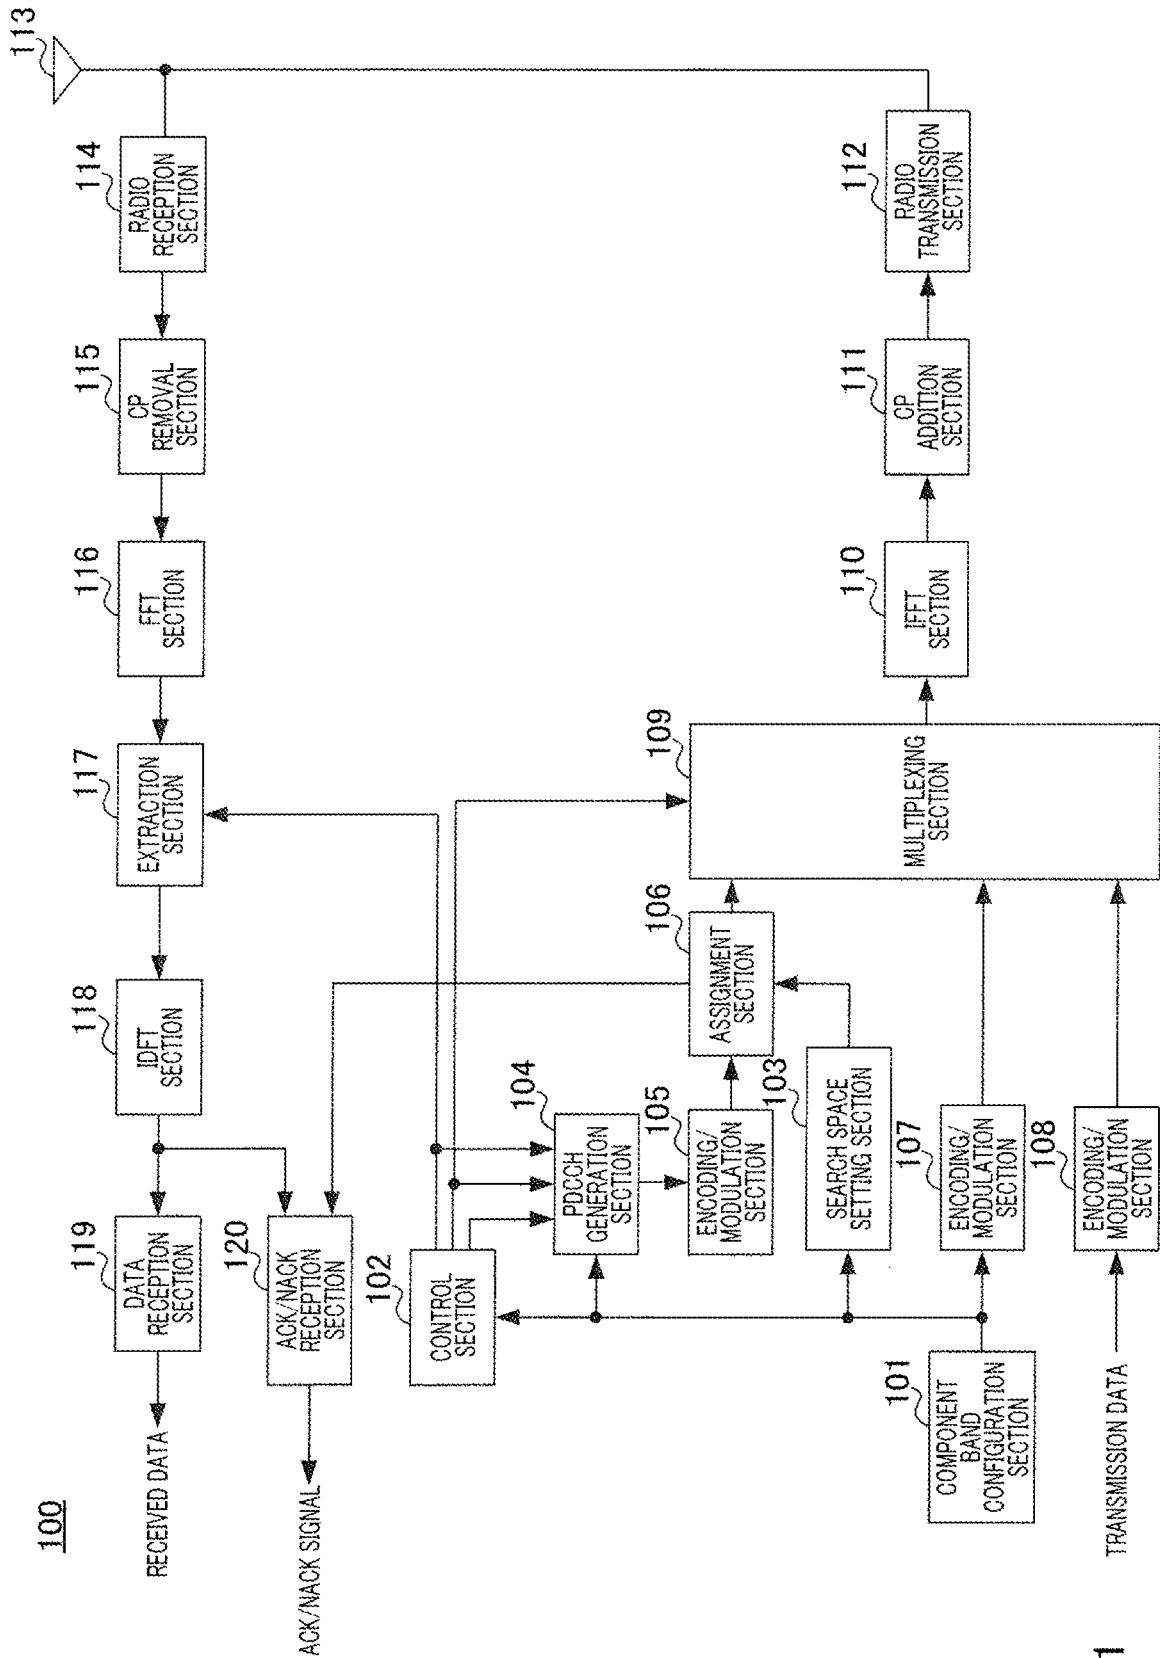 100
113
114
RADIO
RECEPTION
SECTION
115
CP
REMOVAL
SECTION
116
FFT
SECTION
117
EXTRACTION
SECTION
118
IDFT
SECTION
119
DATA
RECEPTION
SECTION
RECEIVED DATA
120
ACK/NACK
RECEPTION
SECTION
ACK/NACK SIGNAL
102
CONTROL
SECTION
104
PDCCH
GENERATION
SECTION
105
ENCODING/
MODULATION
SECTION
106
ASSIGNMENT
SECTION
103
SEARCH SPACE
SETTING SECTION
109
MULTIPLEXING
SECTION
110
IFFT
SECTION
111
CP
ADDITION
SECTION
112
RADIO
TRANSMISSION
SECTION
101
COMPONENT
BAND
CONFIGURATION
SECTION
107
ENCODING/
MODULATION
SECTION
108
ENCODING/
MODULATION
SECTION
TRANSMISSION DATA
1